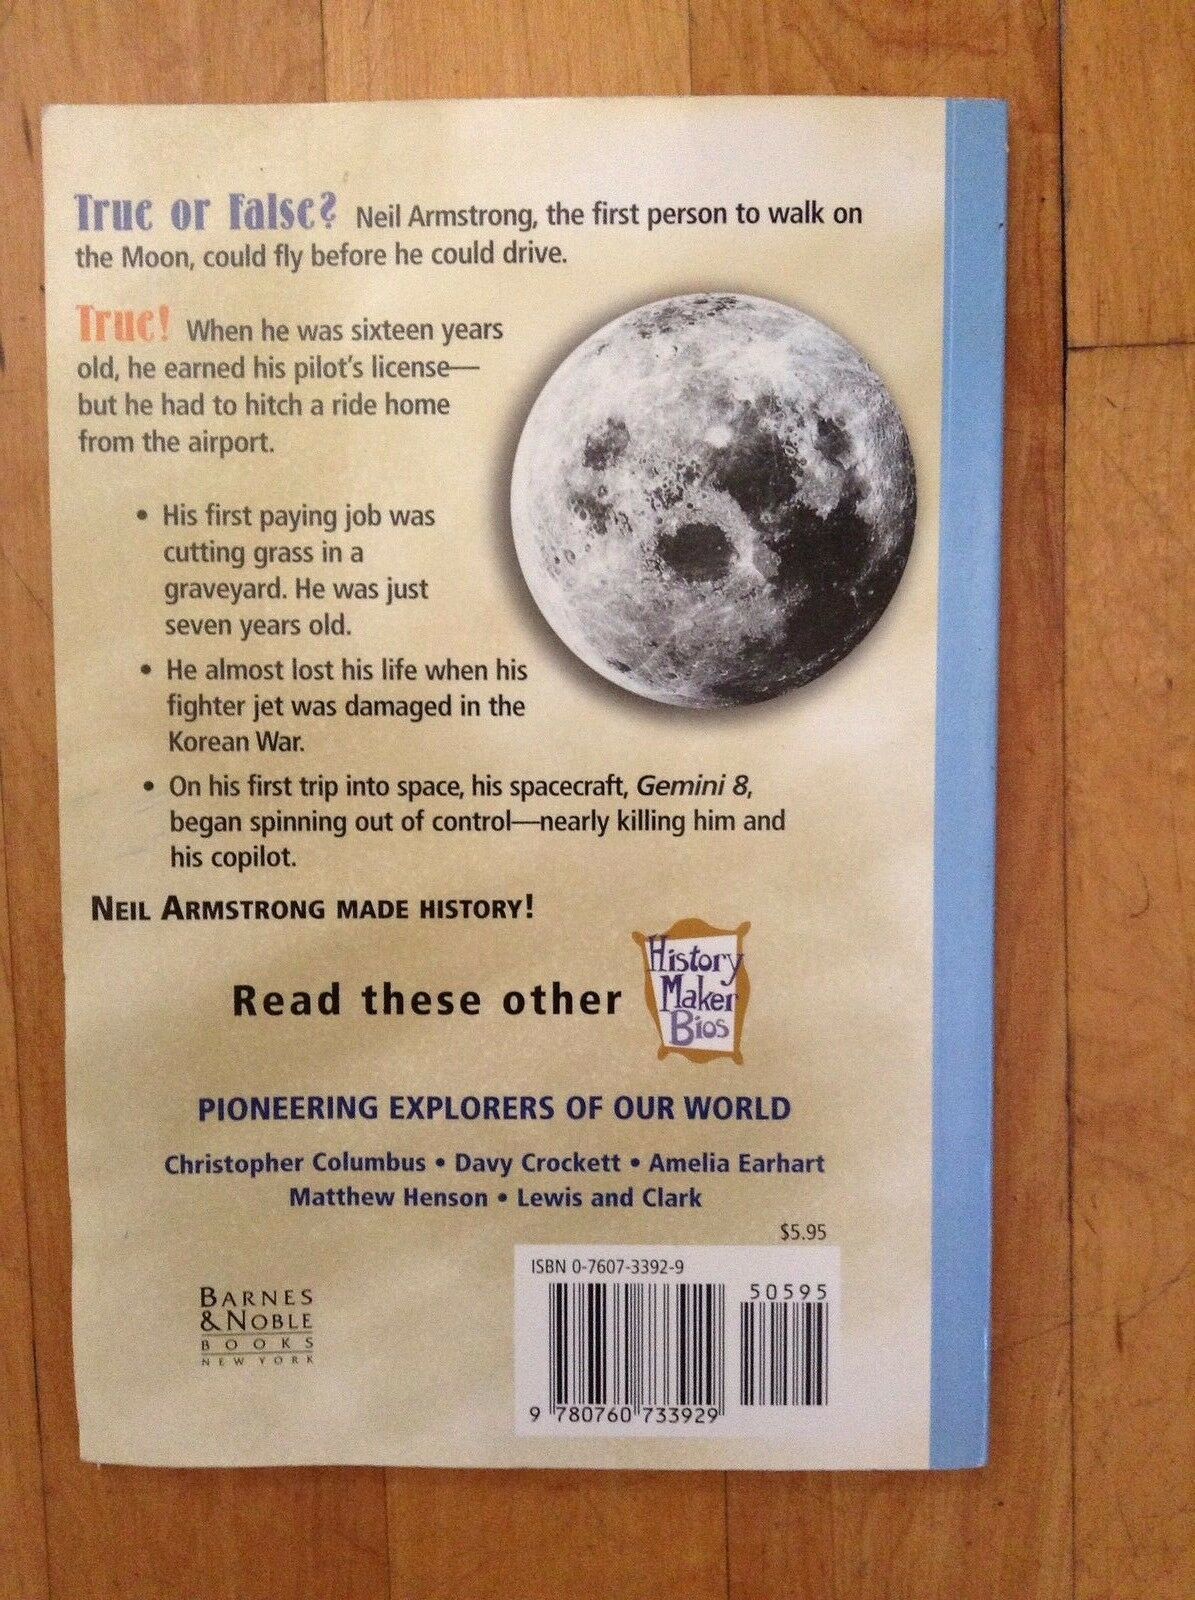 True or False? Neil Armstrong, the first person to walk on
the Moon, could fly before he could drive.
True! When he was sixteen years
old, he earned his pilot's license—
but he had to hitch a ride home
from the airport.
• His first paying job was
cutting grass in a
graveyard. He was just
seven years old.
• He almost lost his life when his
fighter jet was damaged in the
Korean War.
• On his first trip into space, his spacecraft, Gemini 8,
began spinning out of control—nearly killing him and
his copilot.
NEIL ARMSTRONG MADE HISTORY!
Read these other
History
Maker
Bios
PIONEERING EXPLORERS OF OUR WORLD
Christopher Columbus • Davy Crockett • Amelia Earhart
Matthew Henson • Lewis and Clark
$5.95
ISBN 0-7607-3392-9
50595
9 780760 733929
BARNES
& NOBLE
BOOKS
NEW YORK